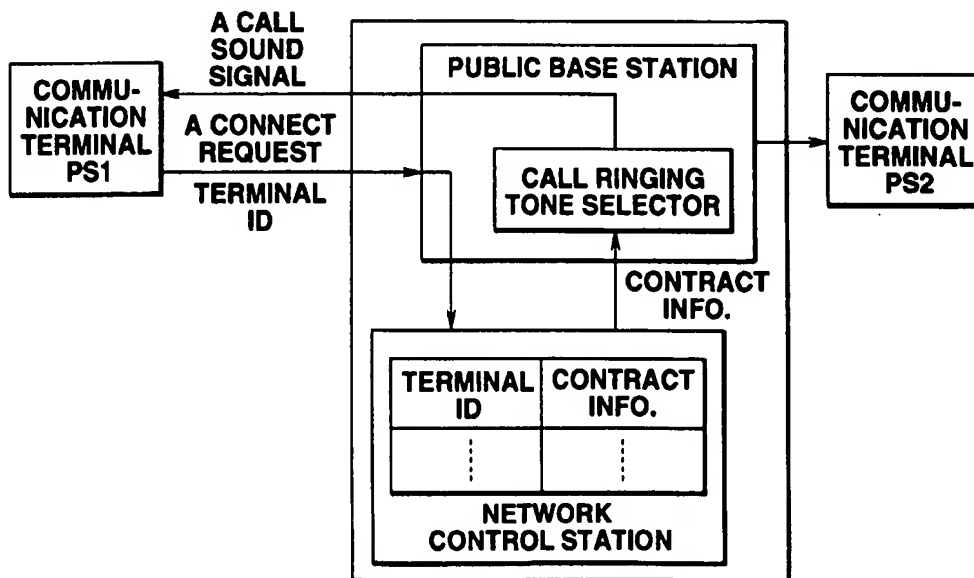 A CALL
SOUND
SIGNAL
COMMU-
NICATION
TERMINAL
PS1
A CONNECT
REQUEST
TERMINAL
ID
PUBLIC BASE STATION
CALL RINGING
TONE SELECTOR
COMMU-
NICATION
TERMINAL
PS2
CONTRACT
INFO.
TERMINAL
ID
CONTRACT
INFO.
NETWORK
CONTROL STATION